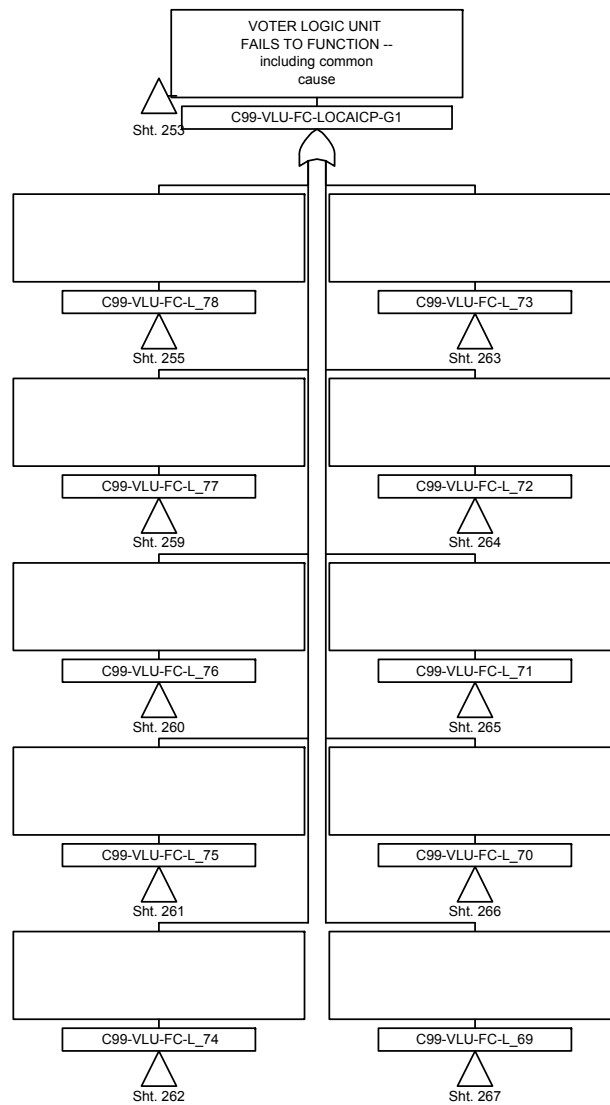 VOTER LOGIC UNIT
FAILS TO FUNCTION --
including common
cause
C99-VLU-FC-LOCAICP-G1
Sht. 253
C99-VLU-FC-L_78
Sht. 255
C99-VLU-FC-L_73
Sht. 263
C99-VLU-FC-L_77
Sht. 259
C99-VLU-FC-L_72
Sht. 264
C99-VLU-FC-L_76
Sht. 260
C99-VLU-FC-L_71
Sht. 265
C99-VLU-FC-L_75
Sht. 261
C99-VLU-FC-L_70
Sht. 266
C99-VLU-FC-L_74
Sht. 262
C99-VLU-FC-L_69
Sht. 267